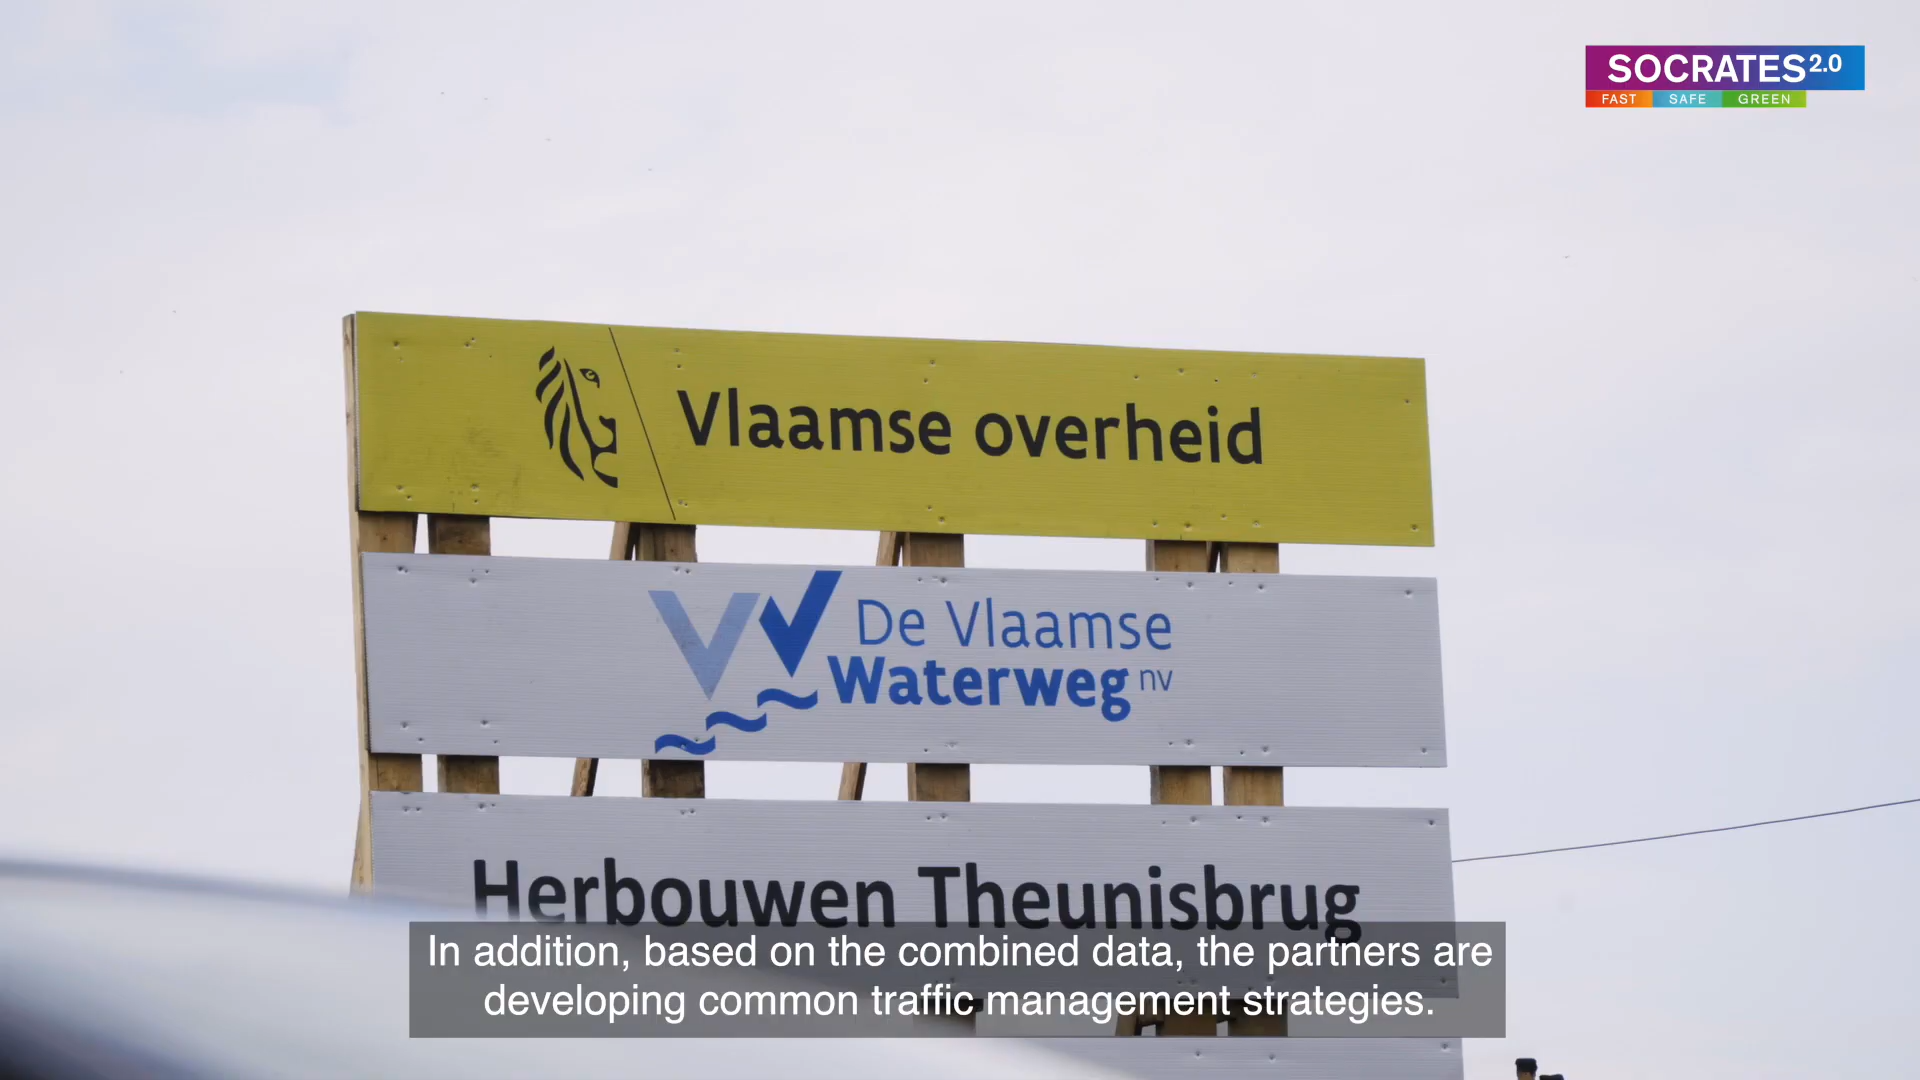 SOCRATES2.0
FAST SAFE GREEN
Vlaamse overheid
De Vlaamse
Waterweg nv
Herbouwen Theunisbrug
In addition, based on the combined data, the partners are
developing common traffic management strategies.